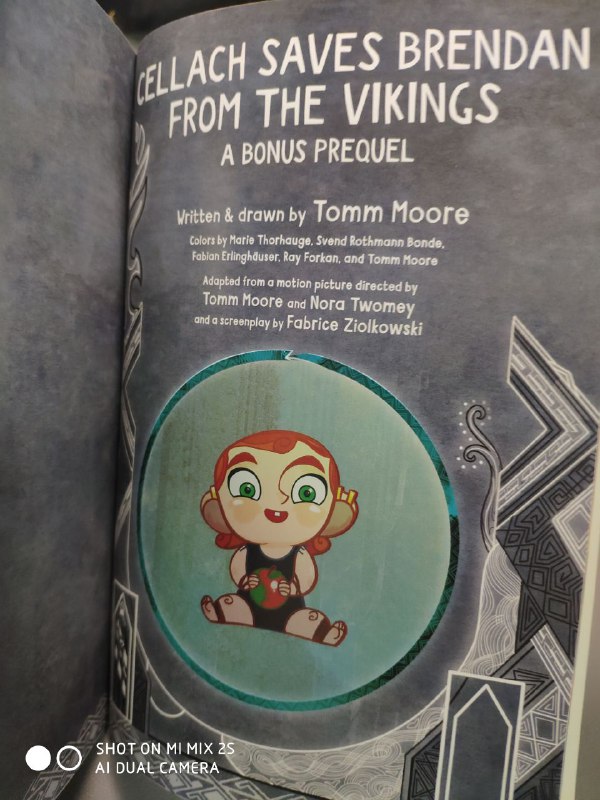 CELLACH SAVES BRENDAN
FROM THE VIKINGS
A BONUS PREQUEL
Written & drawn by Tomm Moore
Colors by Marie Thorhauge, Svend Rothmann Bonde,
Fabian Erlinghäuser, Ray Forkan, and Tomm Moore
Adapted from a motion picture directed by
Tomm Moore and Nora Twomey
and a screenplay by Fabrice Ziolkowski
SHOT ON MI MIX 2S
AI DUAL CAMERA